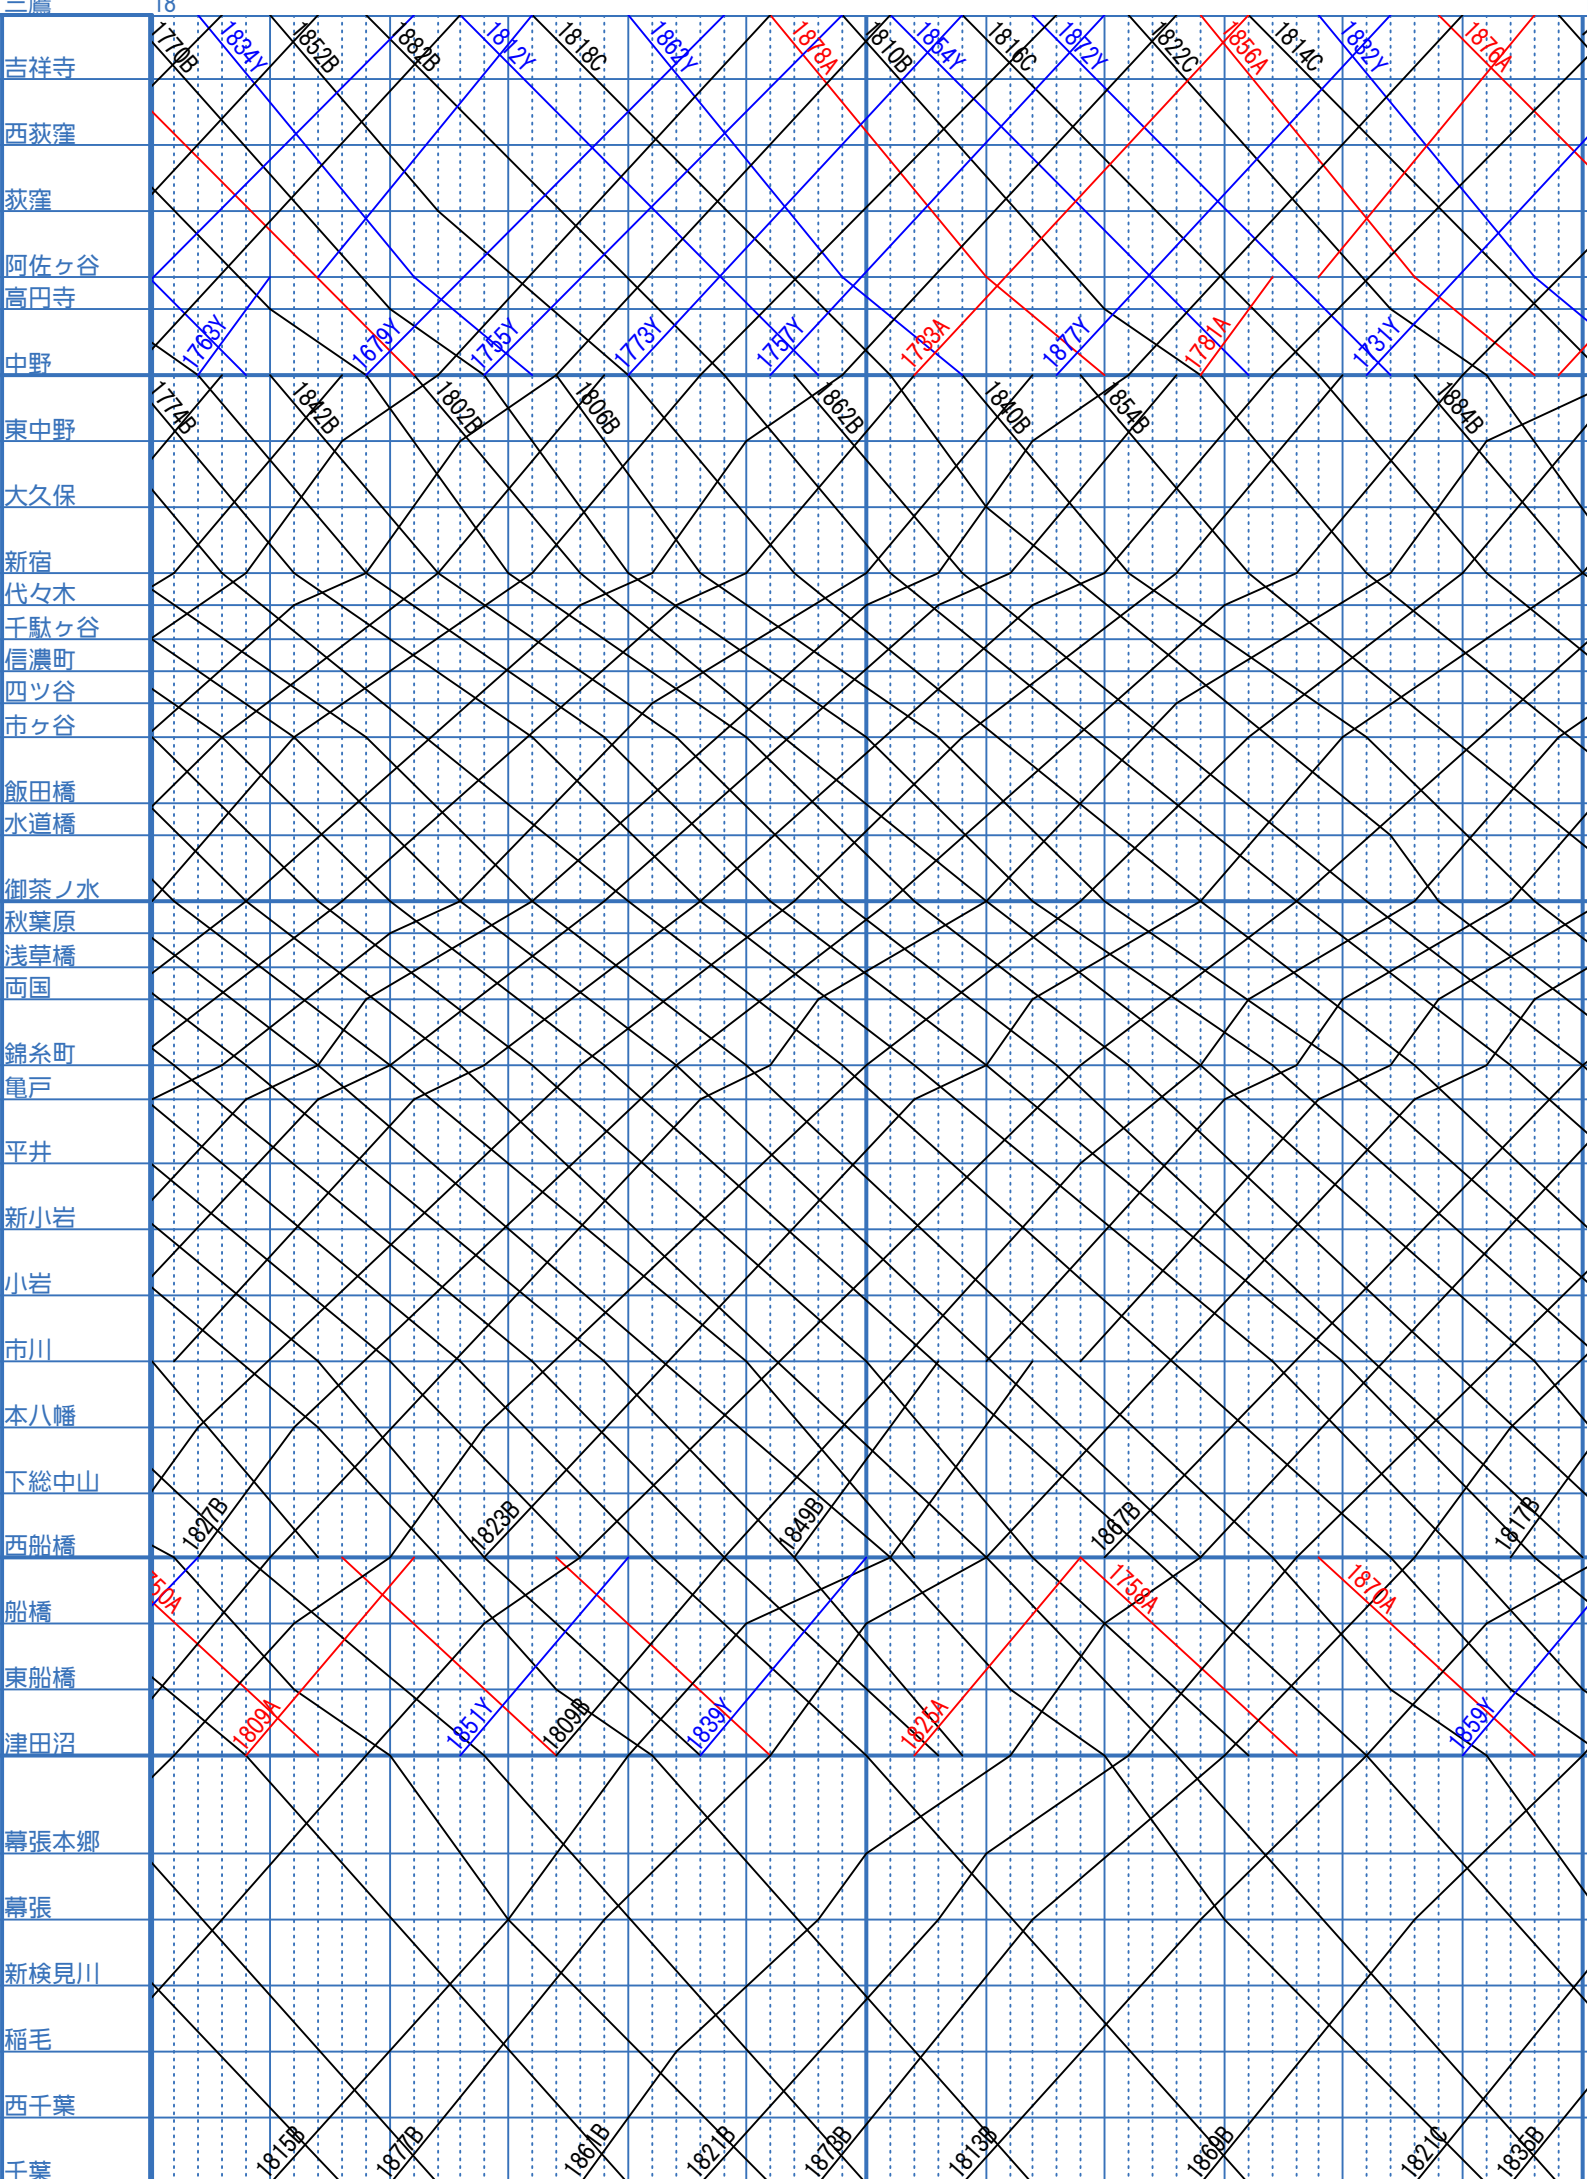 三鷹 18
1770B 1834Y 1852B 1882B 1812Y 1818C 1862Y 1878A 1810B 1854Y 1816C 1872Y 1822C 1856A 1814C 1832Y 1876A
吉祥寺
西荻窪
荻窪
阿佐ヶ谷
高円寺
中野 1763Y 1679Y 1755Y 1773Y 1757Y 1733A 1877Y 1781A 1731Y
東中野 1774B 1842B 1802B 1806B 1862B 1840B 1854B 1884B
大久保
新宿
代々木
千駄ヶ谷
信濃町
四ツ谷
市ヶ谷
飯田橋
水道橋
御茶ノ水
秋葉原
浅草橋
両国
錦糸町
亀戸
平井
新小岩
小岩
市川
本八幡
下総中山
西船橋 1827B 1823B 1849B 1867B 1817B
船橋 750A 1758A 1870A
東船橋
津田沼 1809A 1851Y 1809B 1839Y 1825A 1859Y
幕張本郷
幕張
新検見川
稲毛
西千葉
千葉 1815B 1877B 1861B 1821B 1873B 1813B 1869B 1821C 1835B